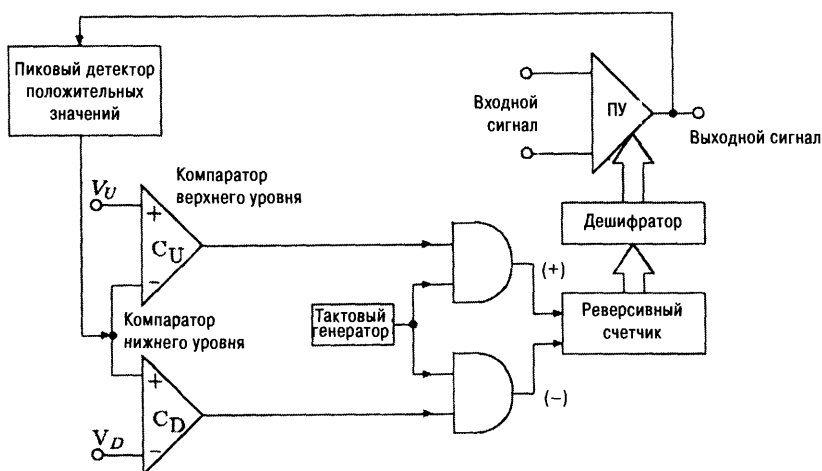 Пиковый детектор
положительных
значений
Входной
сигнал
ПУ
Выходной сигнал
Компаратор
верхнего уровня
V_U
+
C_U
−
Дешифратор
(+)
Тактовый
генератор
Реверсивный
счетчик
Компаратор
нижнего уровня
+
C_D
(−)
V_D
−